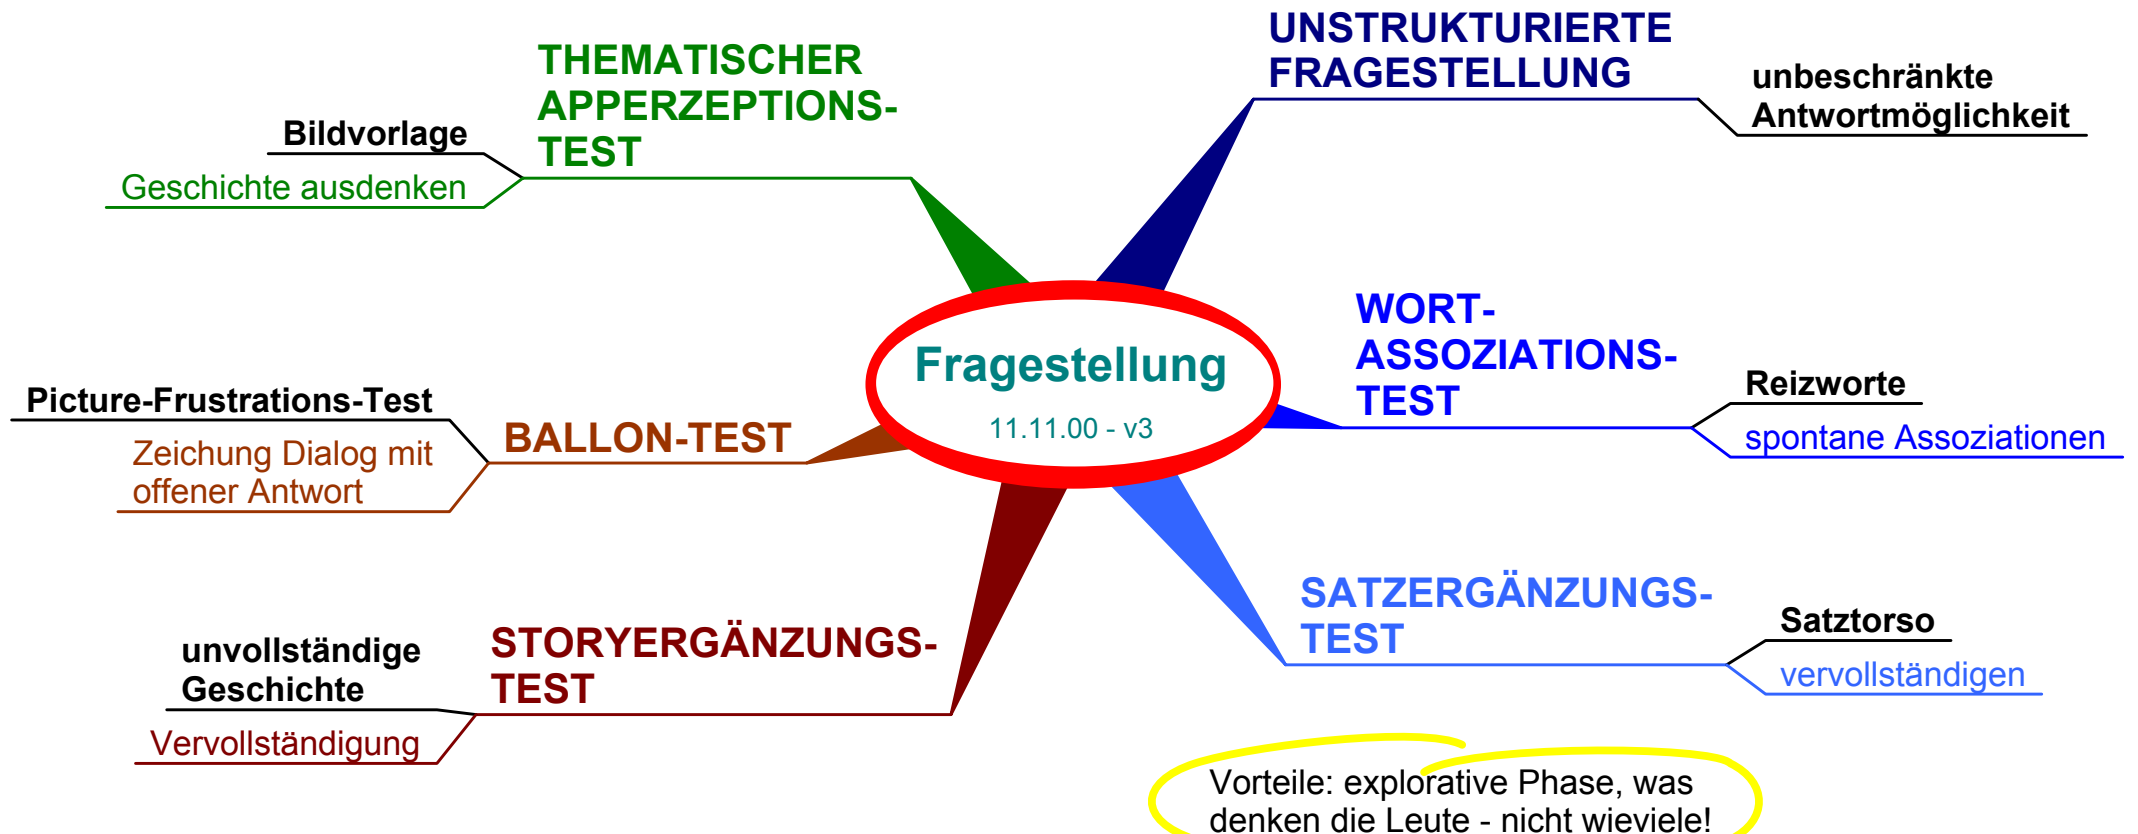 UNSTRUKTURIERTE
FRAGESTELLUNG
unbeschränkte
Antwortmöglichkeit
THEMATISCHER
APPERZEPTIONS-
TEST
Bildvorlage
Geschichte ausdenken
Fragestellung
11.11.00 - v3
WORT-
ASSOZIATIONS-
TEST
Reizworte
spontane Assoziationen
Picture-Frustrations-Test
BALLON-TEST
Zeichung Dialog mit
offener Antwort
SATZERGÄNZUNGS-
TEST
Satztorso
vervollständigen
STORYERGÄNZUNGS-
TEST
unvollständige
Geschichte
Vervollständigung
Vorteile: explorative Phase, was
denken die Leute - nicht wieviele!